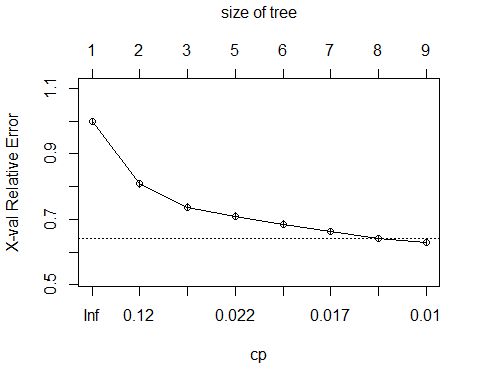 size of tree
1 2 3 5 6 7 8 9
X-val Relative Error
1.1
0.9
0.7
0.5
Inf 0.12 0.022 0.017 0.01
cp